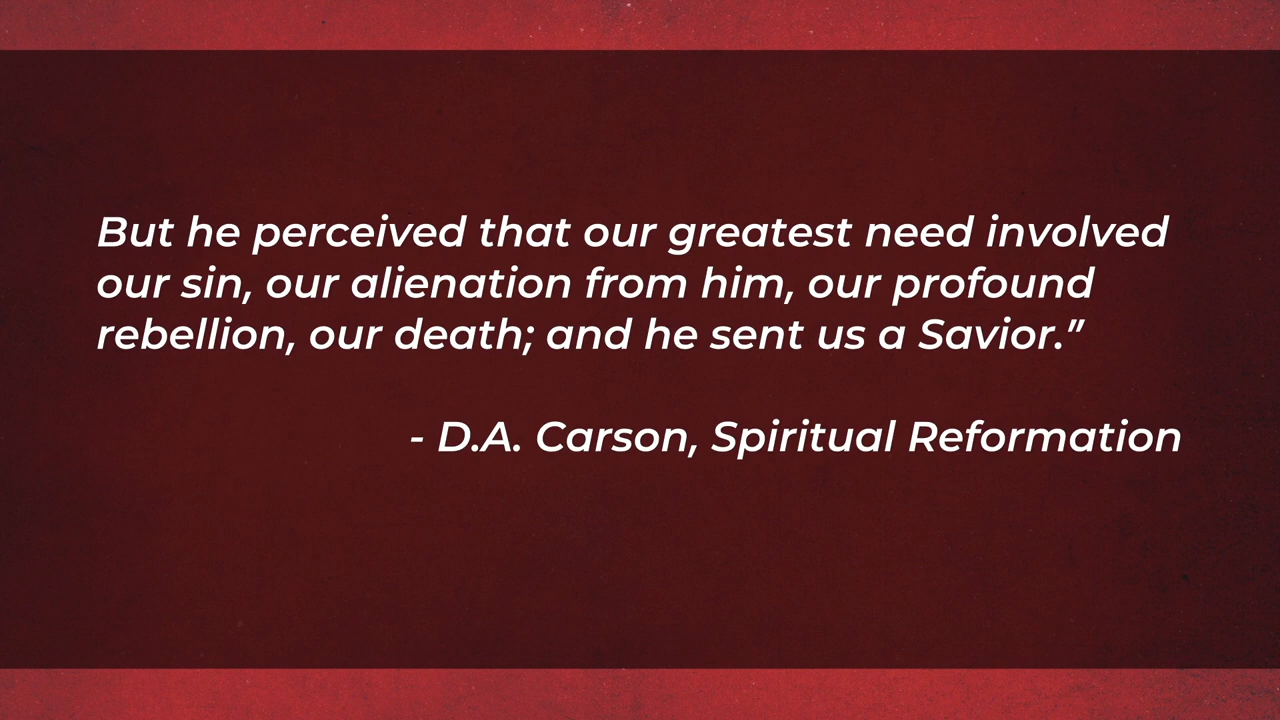 But he perceived that our greatest need involved
our sin, our alienation from him, our profound
rebellion, our death; and he sent us a Savior.”
- D.A. Carson, Spiritual Reformation